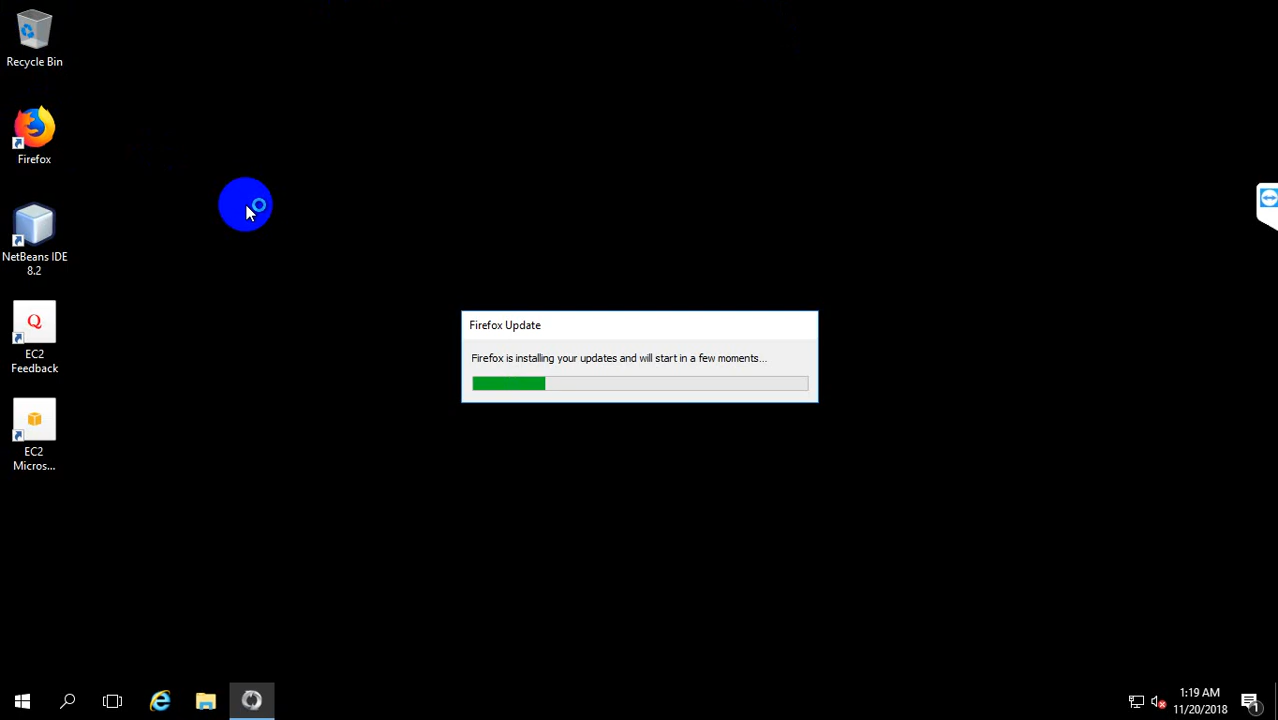 Recycle Bin
Firefox
NetBeans IDE
8.2
Q
EC2
Feedback
EC2
Micros...
Firefox Update
Firefox is installing your updates and will start in a few moments...
1:19 AM
11/20/2018
1